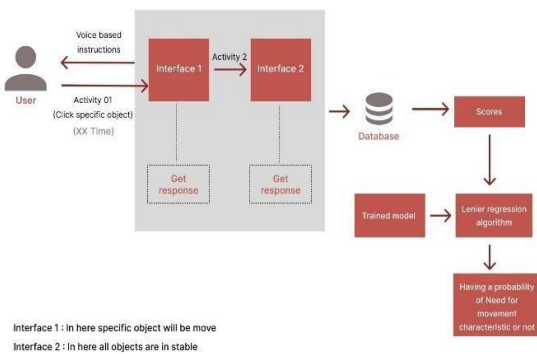 Voice based
instructions
User
Activity 01
(Click specific object)
(XX Time)
Interface 1
Activity 2
Interface 2
Get
response
Get
response
Database
Scores
Trained model
Lenier regression
algorithm
Having a probability
of Need for
movement
characteristic or not
Interface 1 : In here specific object will be move
Interface 2 : In here all objects are in stable